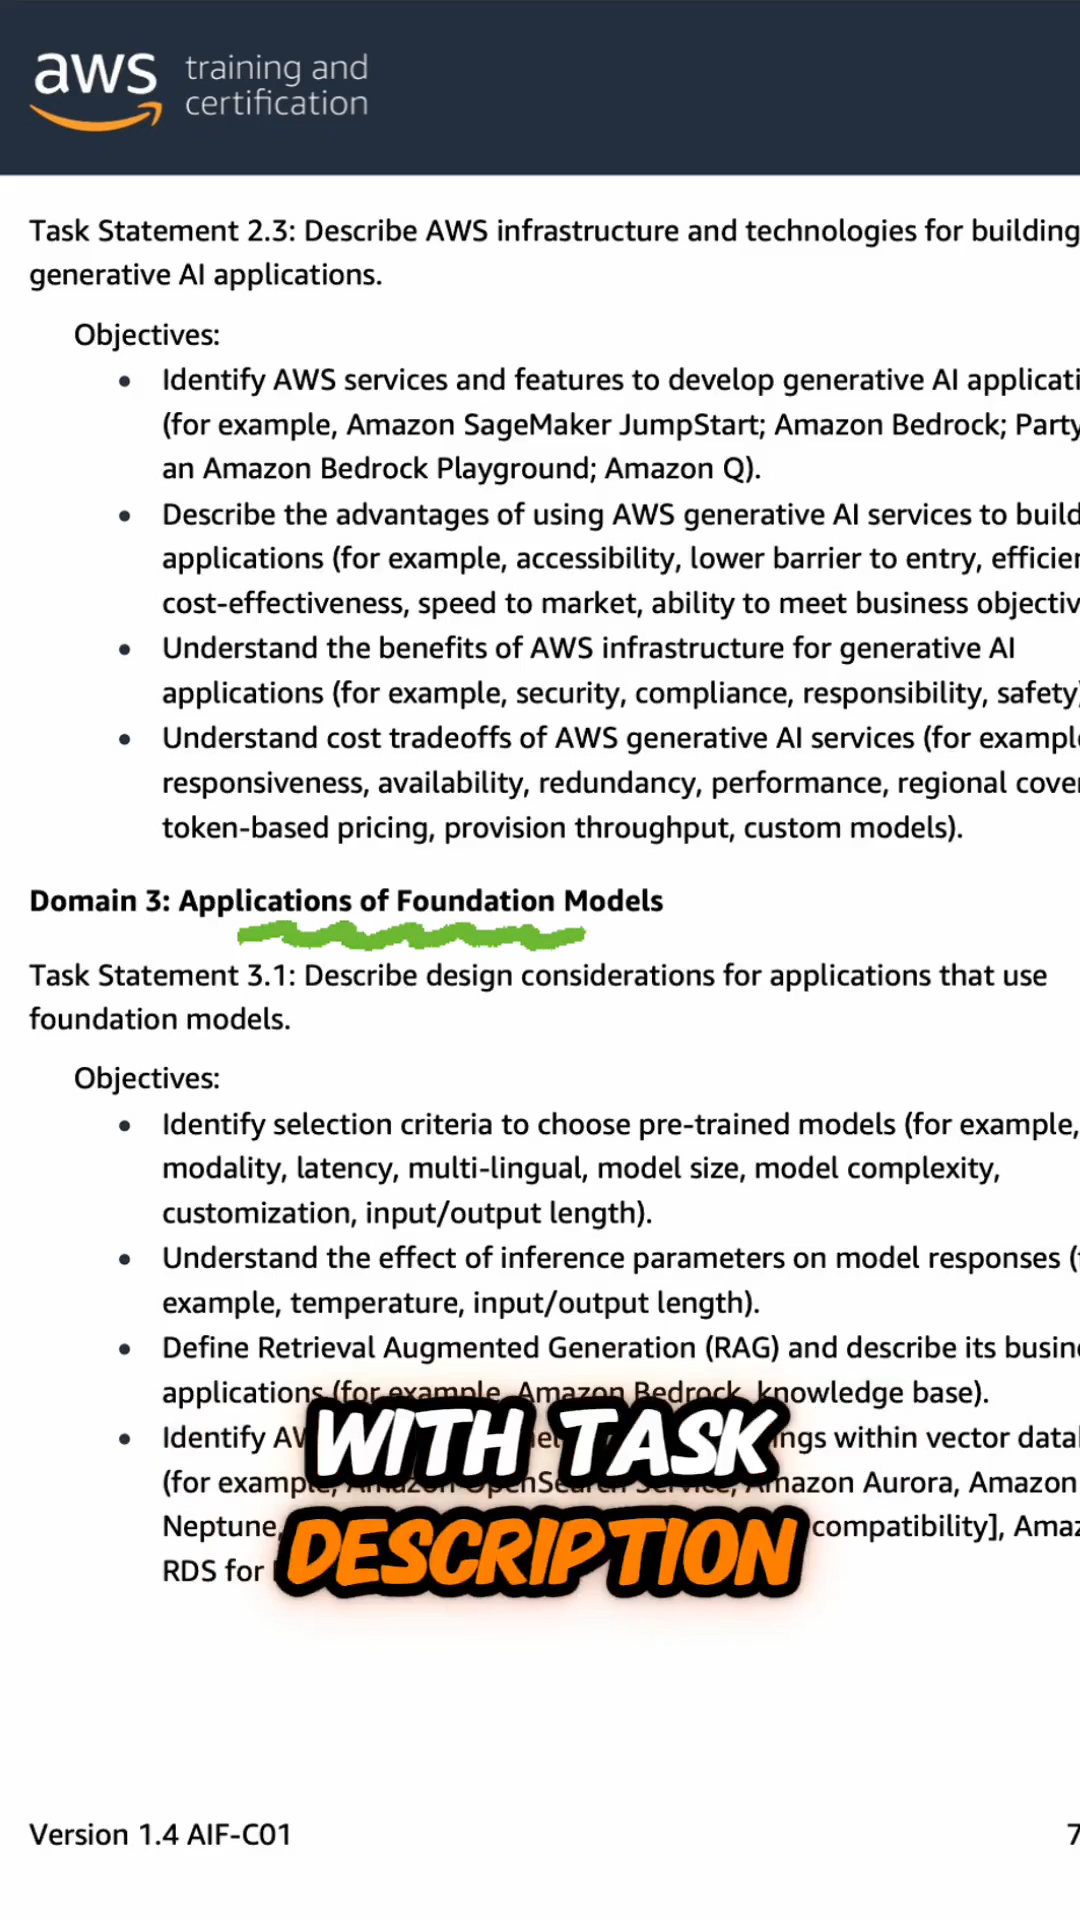 aws training and
certification
Task Statement 2.3: Describe AWS infrastructure and technologies for building
generative AI applications.
Objectives:
• Identify AWS services and features to develop generative AI applicati
(for example, Amazon SageMaker JumpStart; Amazon Bedrock; Party
an Amazon Bedrock Playground; Amazon Q).
• Describe the advantages of using AWS generative AI services to build
applications (for example, accessibility, lower barrier to entry, efficien
cost-effectiveness, speed to market, ability to meet business objectiv
• Understand the benefits of AWS infrastructure for generative AI
applications (for example, security, compliance, responsibility, safety)
• Understand cost tradeoffs of AWS generative AI services (for example
responsiveness, availability, redundancy, performance, regional cover
token-based pricing, provision throughput, custom models).
Domain 3: Applications of Foundation Models
Task Statement 3.1: Describe design considerations for applications that use
foundation models.
Objectives:
• Identify selection criteria to choose pre-trained models (for example,
modality, latency, multi-lingual, model size, model complexity,
customization, input/output length).
• Understand the effect of inference parameters on model responses (
example, temperature, input/output length).
• Define Retrieval Augmented Generation (RAG) and describe its busin
applications (for example, Amazon Bedrock, knowledge base).
• Identify within vector data
(for example, Amazon OpenSearch Service, Amazon Aurora, Amazon
Neptune, compatibility], Ama
RDS for
WITH TASK
DESCRIPTION
Version 1.4 AIF-C01 7